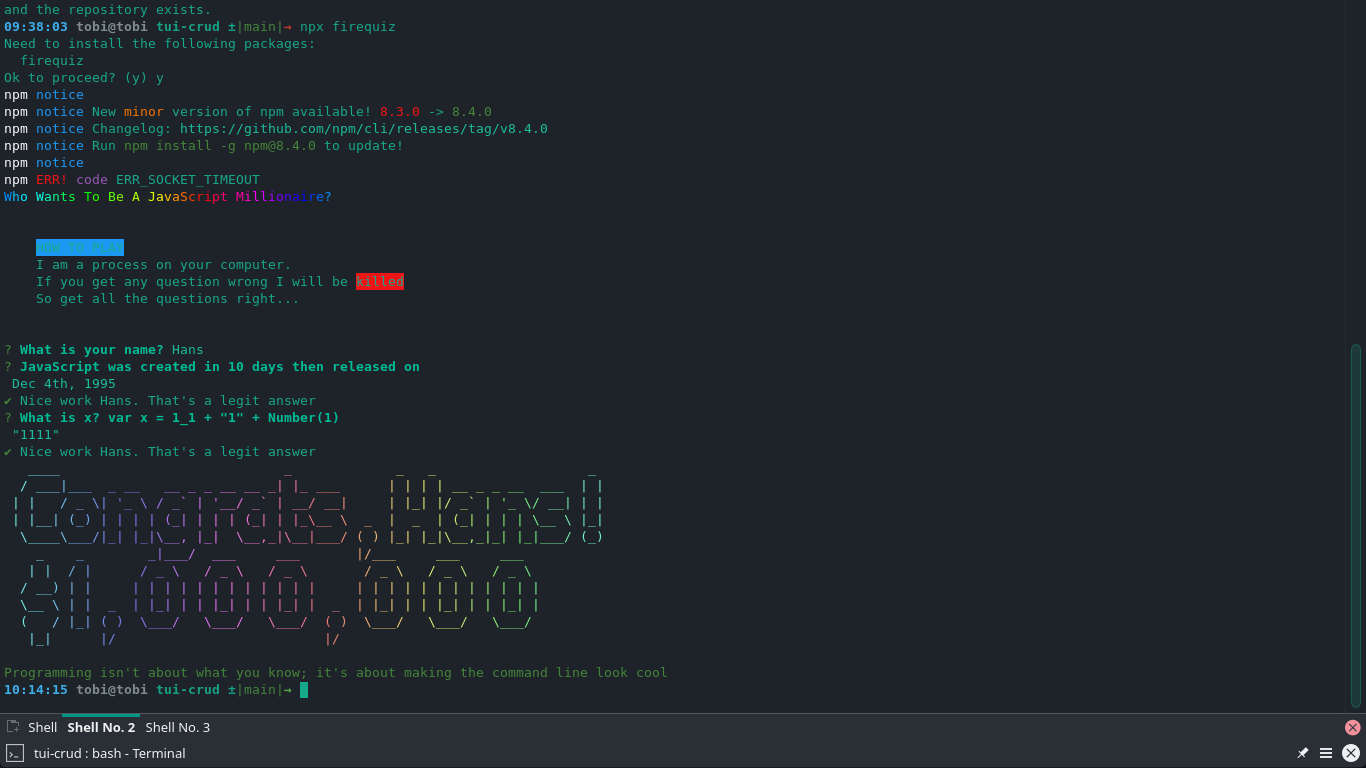 and the repository exists.
09:38:03 tobi@tobi tui-crud ±|main|→ npx firequiz
Need to install the following packages:
  firequiz
Ok to proceed? (y) y
npm notice
npm notice New minor version of npm available! 8.3.0 -> 8.4.0
npm notice Changelog: https://github.com/npm/cli/releases/tag/v8.4.0
npm notice Run npm install -g npm@8.4.0 to update!
npm notice
npm ERR! code ERR_SOCKET_TIMEOUT
Who Wants To Be A JavaScript Millionaire?
HOW TO PLAY
I am a process on your computer.
If you get any question wrong I will be killed
So get all the questions right...
? What is your name? Hans
? JavaScript was created in 10 days then released on
Dec 4th, 1995
✔ Nice work Hans. That's a legit answer
? What is x? var x = 1_1 + "1" + Number(1)
"1111"
✔ Nice work Hans. That's a legit answer
Congrats, Hans!
$1,000,000
Programming isn't about what you know; it's about making the command line look cool
10:14:15 tobi@tobi tui-crud ±|main|→
Shell Shell No. 2 Shell No. 3
tui-crud : bash - Terminal